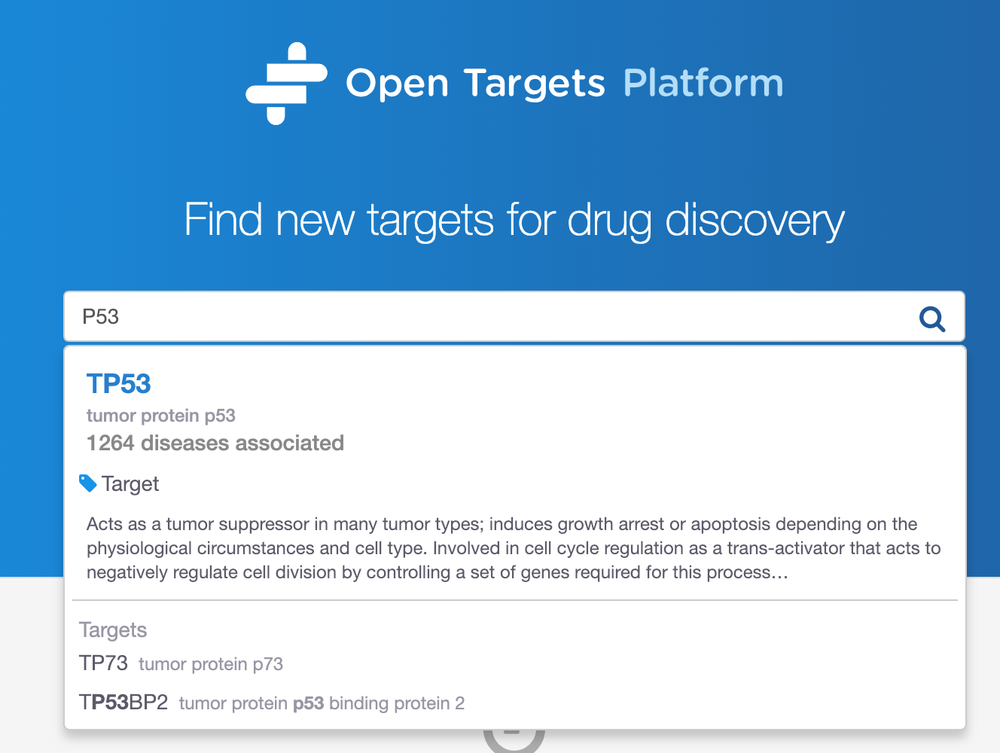 Open Targets Platform
Find new targets for drug discovery
P53
TP53
tumor protein p53
1264 diseases associated
Target
Acts as a tumor suppressor in many tumor types; induces growth arrest or apoptosis depending on the
physiological circumstances and cell type. Involved in cell cycle regulation as a trans-activator that acts to
negatively regulate cell division by controlling a set of genes required for this process…
Targets
TP73 tumor protein p73
TP53BP2 tumor protein p53 binding protein 2